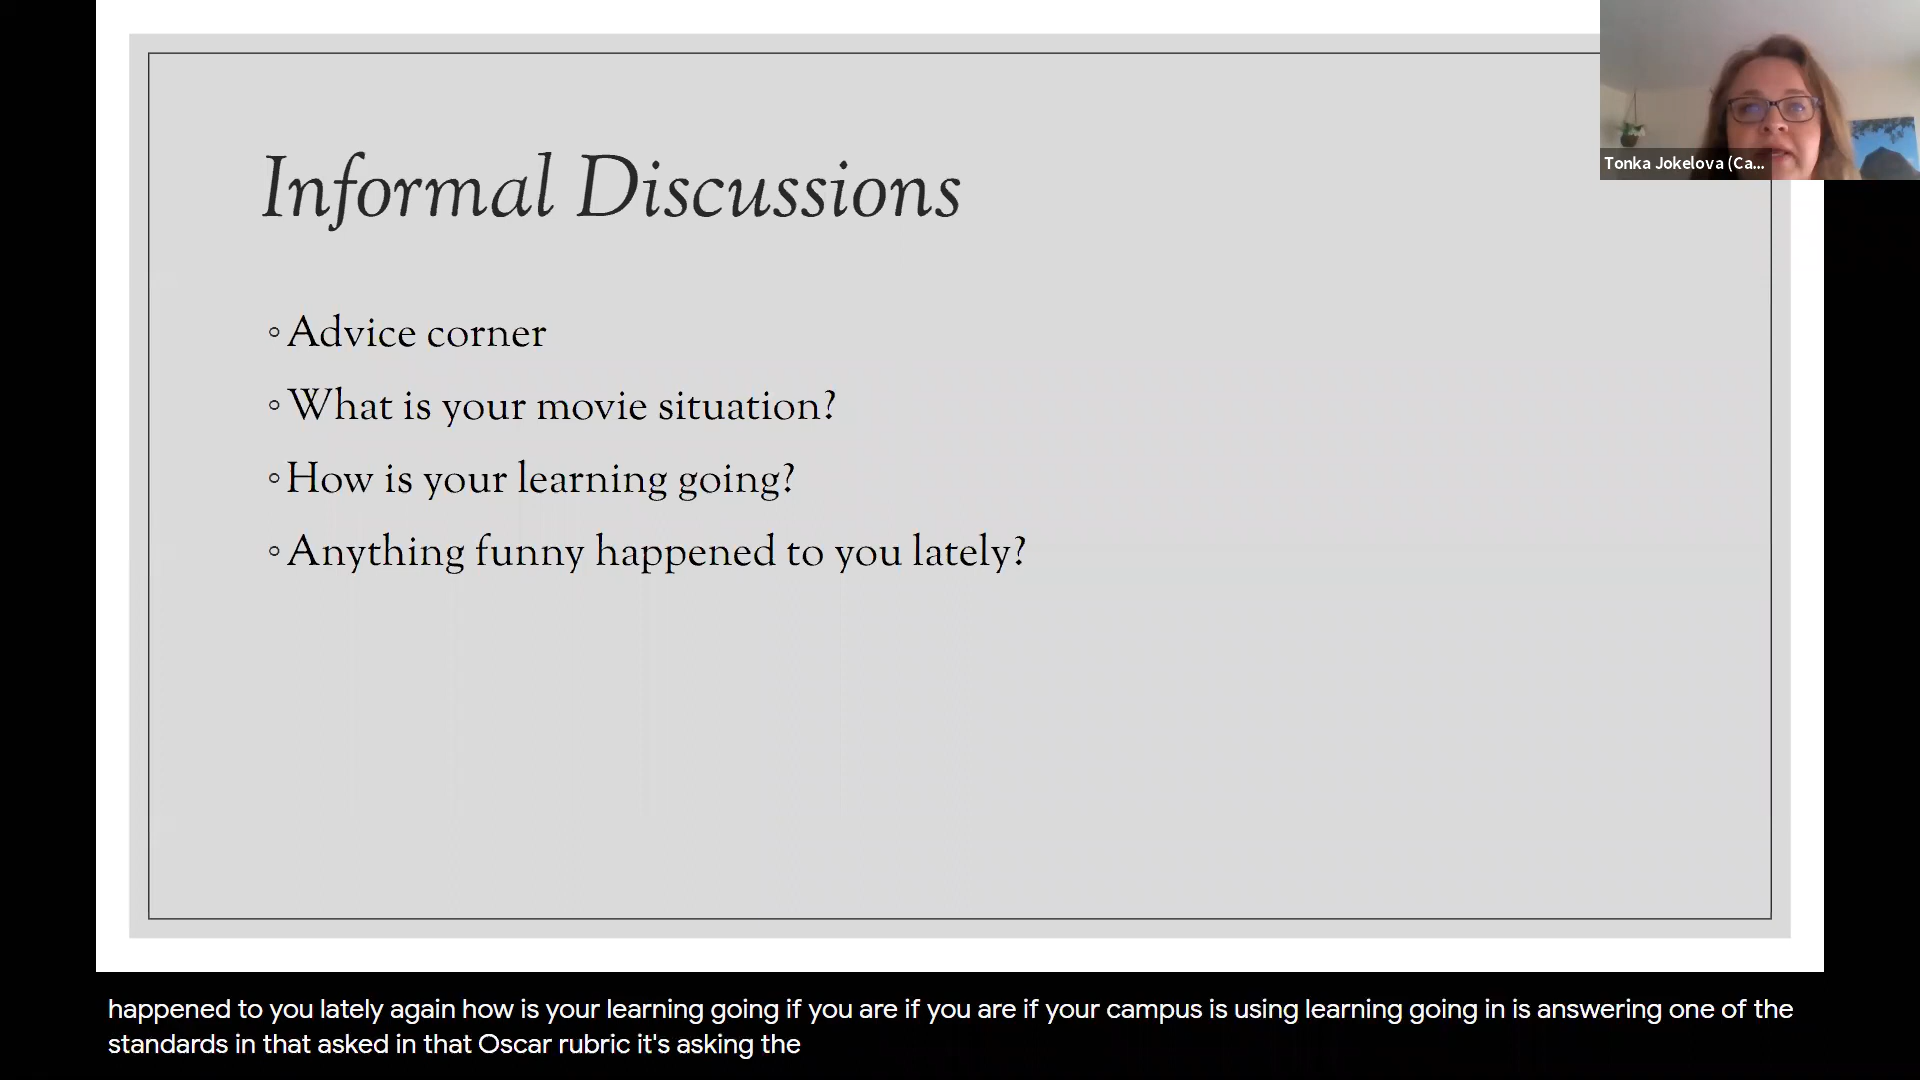 Informal Discussions
Tonka Jokelova (Ca...
◦Advice corner
◦What is your movie situation?
◦How is your learning going?
◦Anything funny happened to you lately?
happened to you lately again how is your learning going if you are if you are if your campus is using learning going in is answering one of the
standards in that asked in that Oscar rubric it's asking the